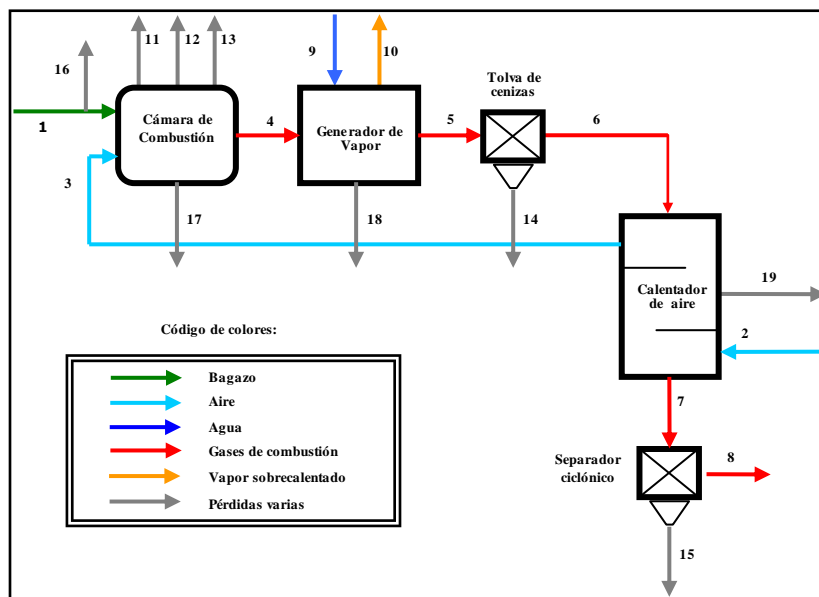 11
12
13
9
10
16
Tolva de
cenizas
Cámara de
Combustión
Generador de
Vapor
1
4
5
6
3
17
18
14
19
Calentador
de aire
2
Código de colores:
Bagazo
Aire
Agua
Gases de combustión
Vapor sobrecalentado
Pérdidas varias
7
Separador
ciclónico
8
15